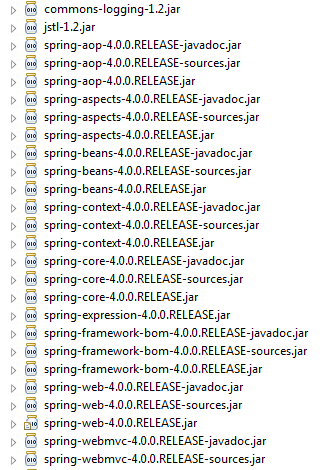 commons-logging-1.2.jar
jstl-1.2.jar
spring-aop-4.0.0.RELEASE-javadoc.jar
spring-aop-4.0.0.RELEASE-sources.jar
spring-aop-4.0.0.RELEASE.jar
spring-aspects-4.0.0.RELEASE-javadoc.jar
spring-aspects-4.0.0.RELEASE-sources.jar
spring-aspects-4.0.0.RELEASE.jar
spring-beans-4.0.0.RELEASE-javadoc.jar
spring-beans-4.0.0.RELEASE-sources.jar
spring-beans-4.0.0.RELEASE.jar
spring-context-4.0.0.RELEASE-javadoc.jar
spring-context-4.0.0.RELEASE-sources.jar
spring-context-4.0.0.RELEASE.jar
spring-core-4.0.0.RELEASE-javadoc.jar
spring-core-4.0.0.RELEASE-sources.jar
spring-core-4.0.0.RELEASE.jar
spring-expression-4.0.0.RELEASE.jar
spring-framework-bom-4.0.0.RELEASE-javadoc.jar
spring-framework-bom-4.0.0.RELEASE-sources.jar
spring-framework-bom-4.0.0.RELEASE.jar
spring-web-4.0.0.RELEASE-javadoc.jar
spring-web-4.0.0.RELEASE-sources.jar
spring-web-4.0.0.RELEASE.jar
spring-webmvc-4.0.0.RELEASE-javadoc.jar
spring-webmvc-4.0.0.RELEASE-sources.jar